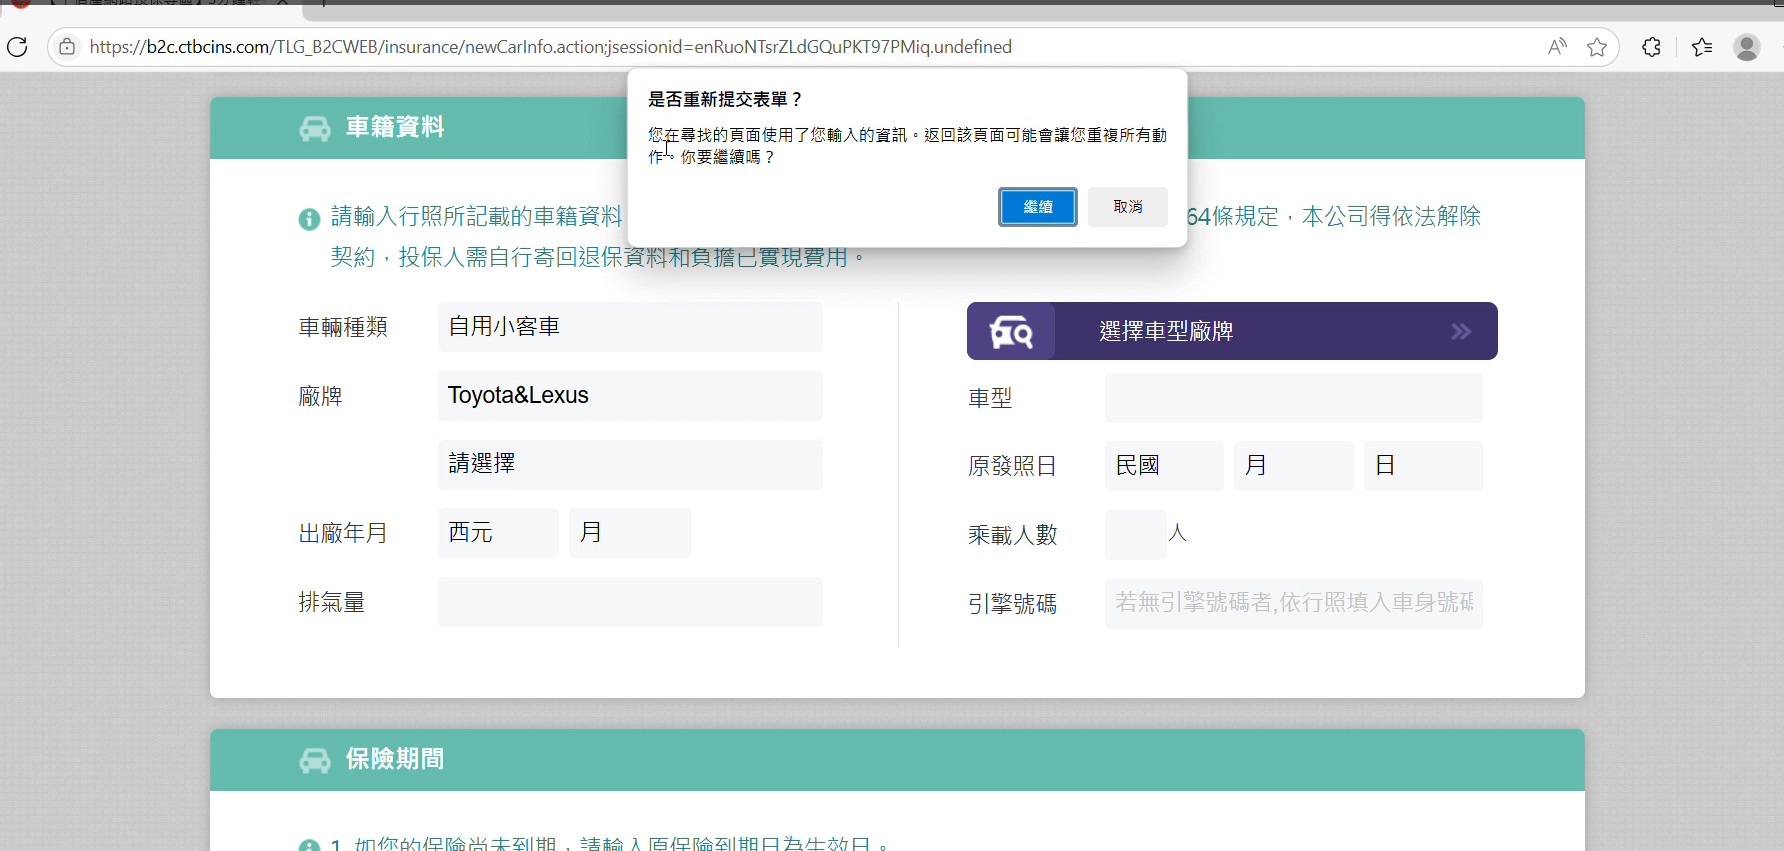 https://b2c.ctbcins.com/TLG_B2CWEB/insurance/newCarInfo.action;jsessionid=enRuoNTsrZLdGQuPKT97PMiq.undefined
是否重新提交表單？
您在尋找的頁面使用了您輸入的資訊。返回該頁面可能會讓您重複所有動
作。你要繼續嗎？
繼續
取消
車籍資料
請輸入行照所記載的車籍資料
64條規定，本公司得依法解除
契約，投保人需自行寄回退保資料和負擔已實現費用。
車輛種類
自用小客車
廠牌
Toyota&Lexus
請選擇
出廠年月
西元
月
排氣量
選擇車型廠牌
車型
原發照日
民國
月
日
乘載人數
人
引擎號碼
若無引擎號碼者,依行照填入車身號碼
保險期間
1. 如您的保險尚未到期，請輸入原保險到期日為生效日。